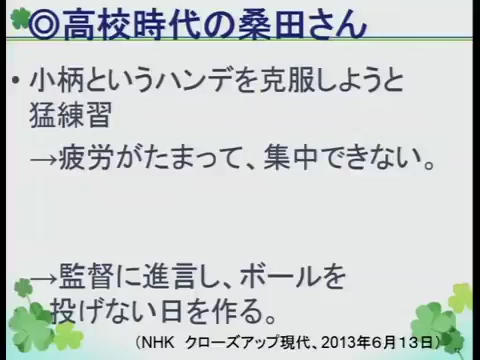 ◎高校時代の桑田さん
• 小柄というハンデを克服しようと
猛練習
→疲労がたまって、集中できない。
→監督に進言し、ボールを
投げない日を作る。
（NHK　クローズアップ現代、2013年6月13日）